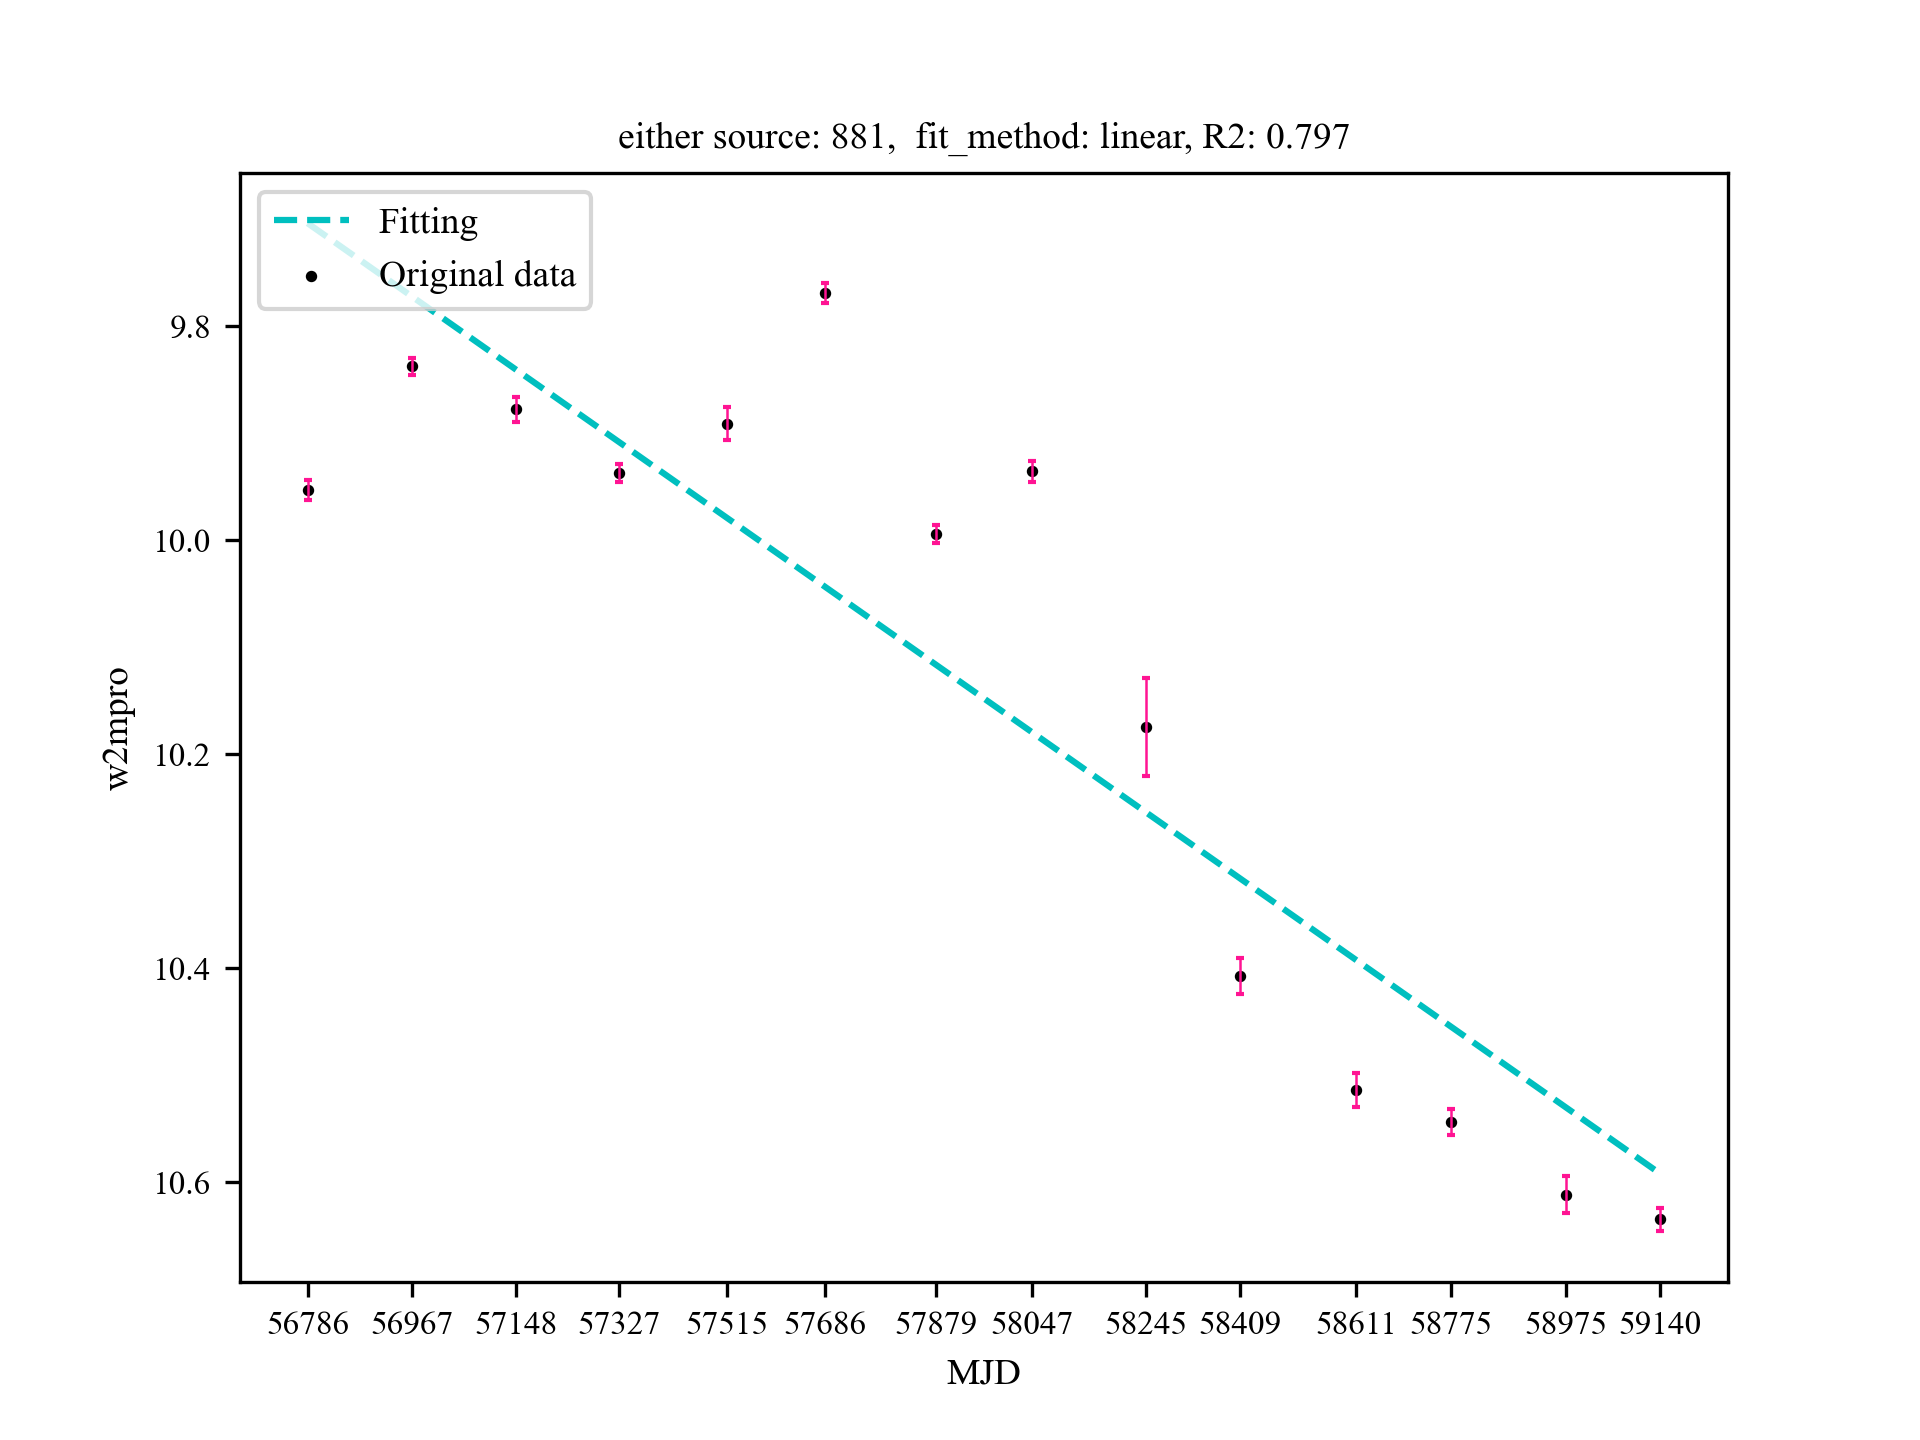 either source: 881,  fit_method: linear, R2: 0.797
Fitting
Original data
9.8
10.0
10.2
10.4
10.6
w2mpro
56786 56967 57148 57327 57515 57686 57879 58047 58245 58409 58611 58775 58975 59140
MJD